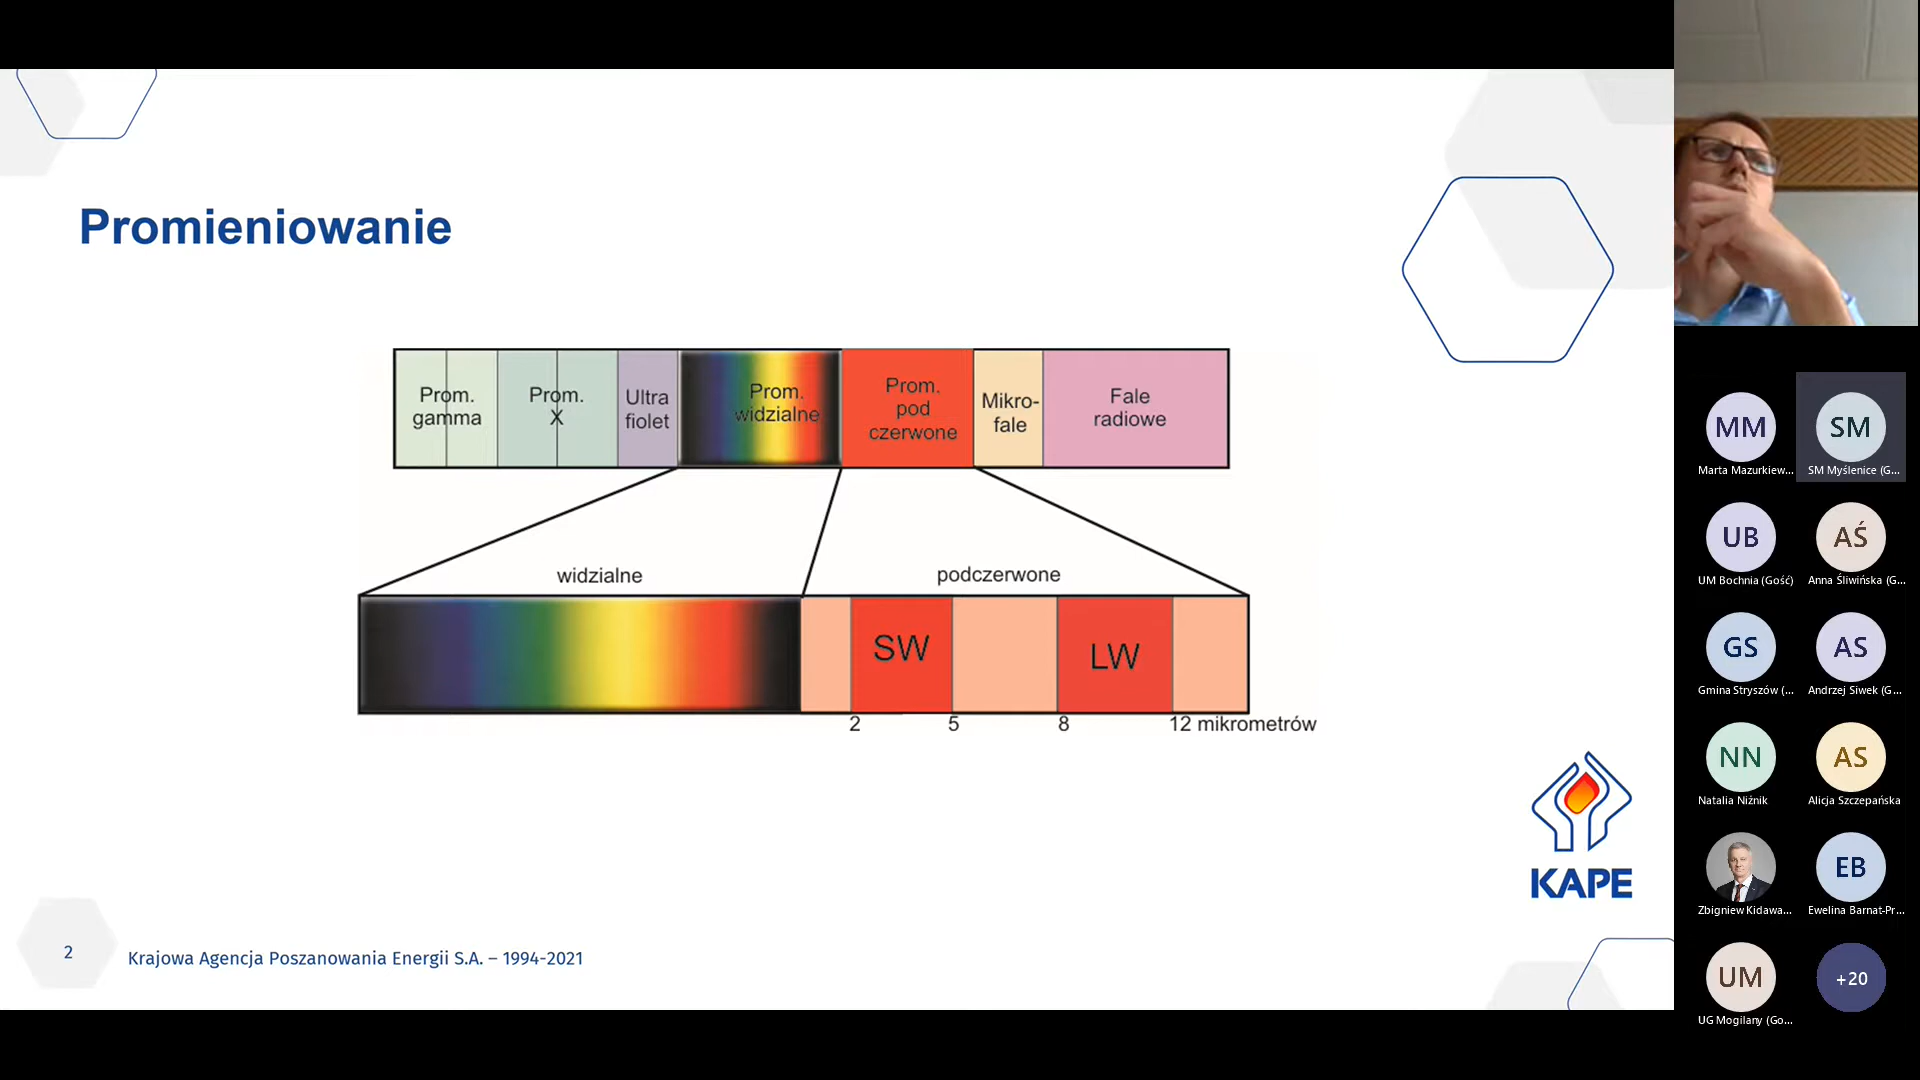 Promieniowanie
Prom.
gamma
Prom.
X
Ultra
fiolet
Prom.
widzialne
Prom.
pod
czerwone
Mikro-
fale
Fale
radiowe
widzialne
podczerwone
SW
LW
2
5
8
12 mikrometrów
KAPE
2
Krajowa Agencja Poszanowania Energii S.A. – 1994-2021
MM
Marta Mazurkiew...
SM
SM Myślenice (G...
UB
UM Bochnia (Gość)
AŚ
Anna Śliwińska (G...
GS
Gmina Stryszów (...
AS
Andrzej Siwek (G...
NN
Natalia Niżnik
AS
Alicja Szczepańska
Zbigniew Kidawa...
EB
Ewelina Barnat-Pr...
UM
UG Mogilany (Go...
+20